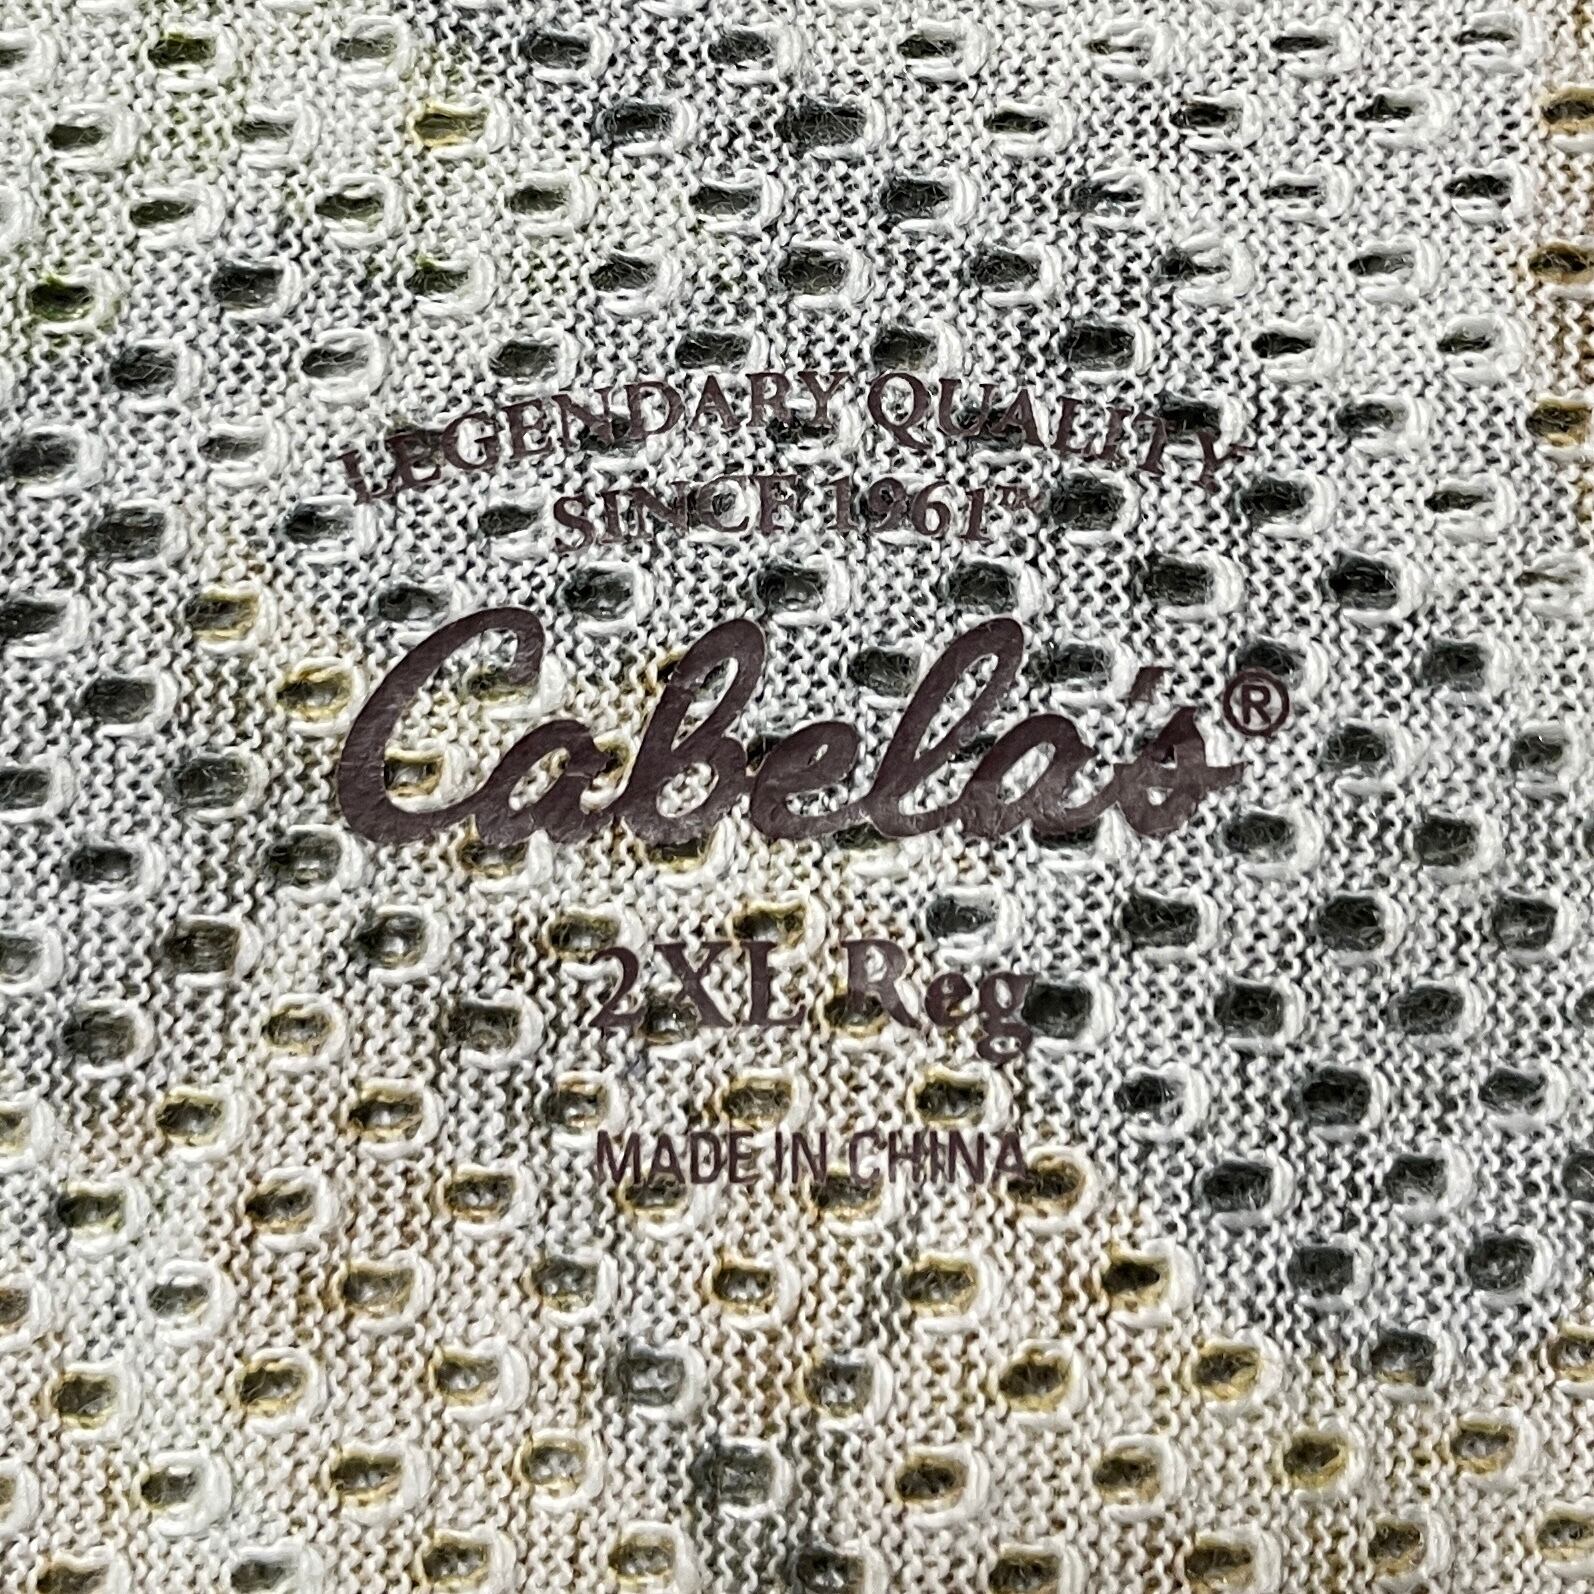 LEGENDARY QUALITY
SINCE 1961™
Cabela's®
2XL Reg
MADE IN CHINA